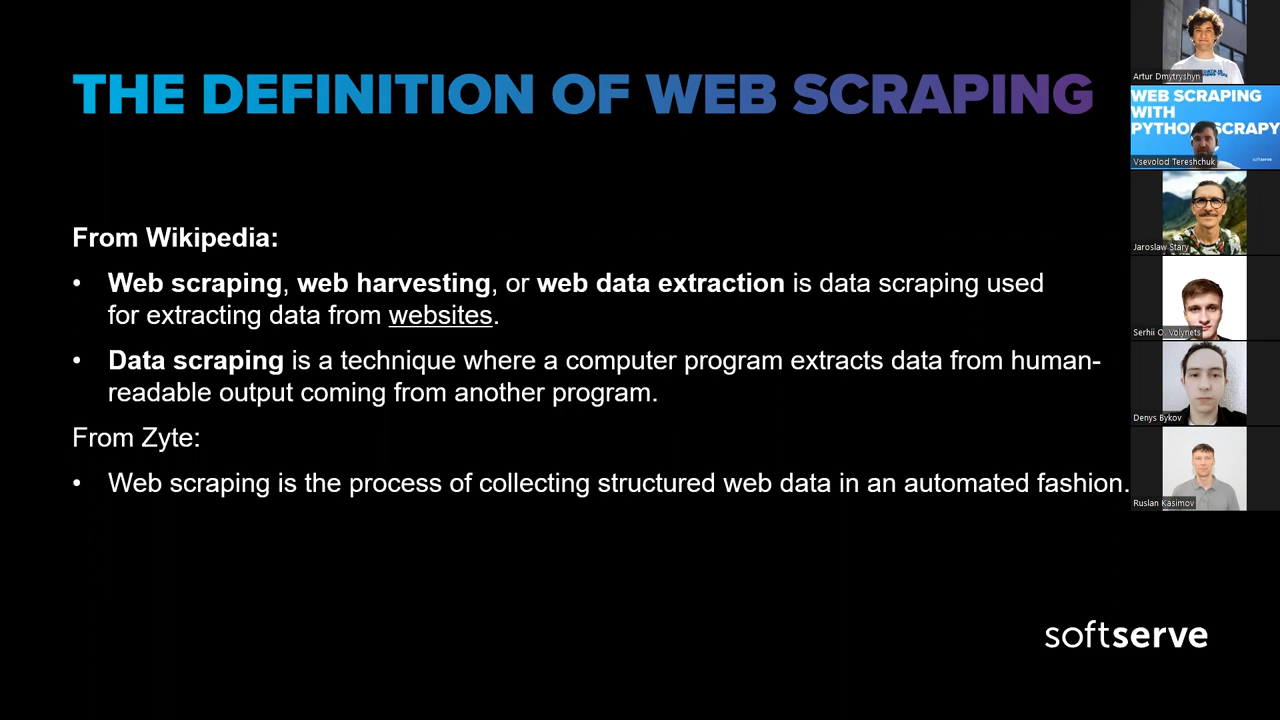 THE DEFINITION OF WEB SCRAPING
From Wikipedia:
• Web scraping, web harvesting, or web data extraction is data scraping used
for extracting data from websites.
• Data scraping is a technique where a computer program extracts data from human-
readable output coming from another program.
From Zyte:
• Web scraping is the process of collecting structured web data in an automated fashion.
softserve
Artur Dmytryshyn
WEB SCRAPING
WITH
PYTHON SCRAPY
softserve
Vsevolod Tereshchuk
Jaroslaw Stary
Serhii O. Volynets
Denys Bykov
Ruslan Kasimov